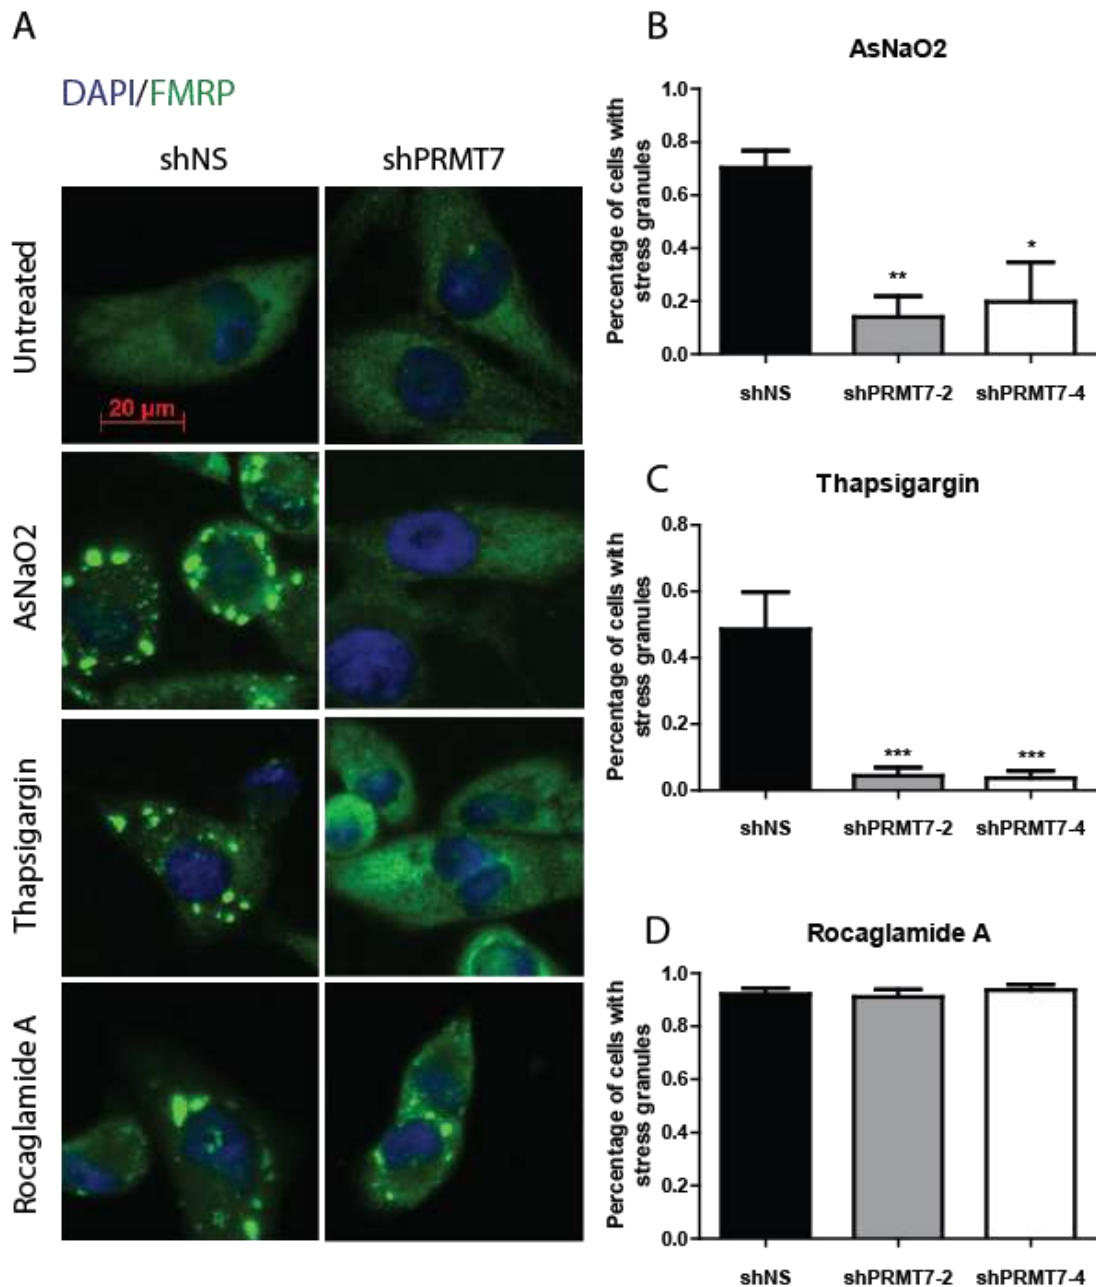 A
DAPI/FMRP
shNS shPRMT7
Untreated
20 µm
AsNaO2
Thapsigargin
Rocaglamide A
B
AsNaO2
Percentage of cells with
stress granules
1.0
0.8
0.6
0.4
0.2
0.0
**
*
shNS shPRMT7-2 shPRMT7-4
C
Thapsigargin
Percentage of cells with
stress granules
0.8
0.6
0.4
0.2
0.0
***
***
shNS shPRMT7-2 shPRMT7-4
D
Rocaglamide A
Percentage of cells with
stress granules
1.0
0.8
0.6
0.4
0.2
0.0
shNS shPRMT7-2 shPRMT7-4